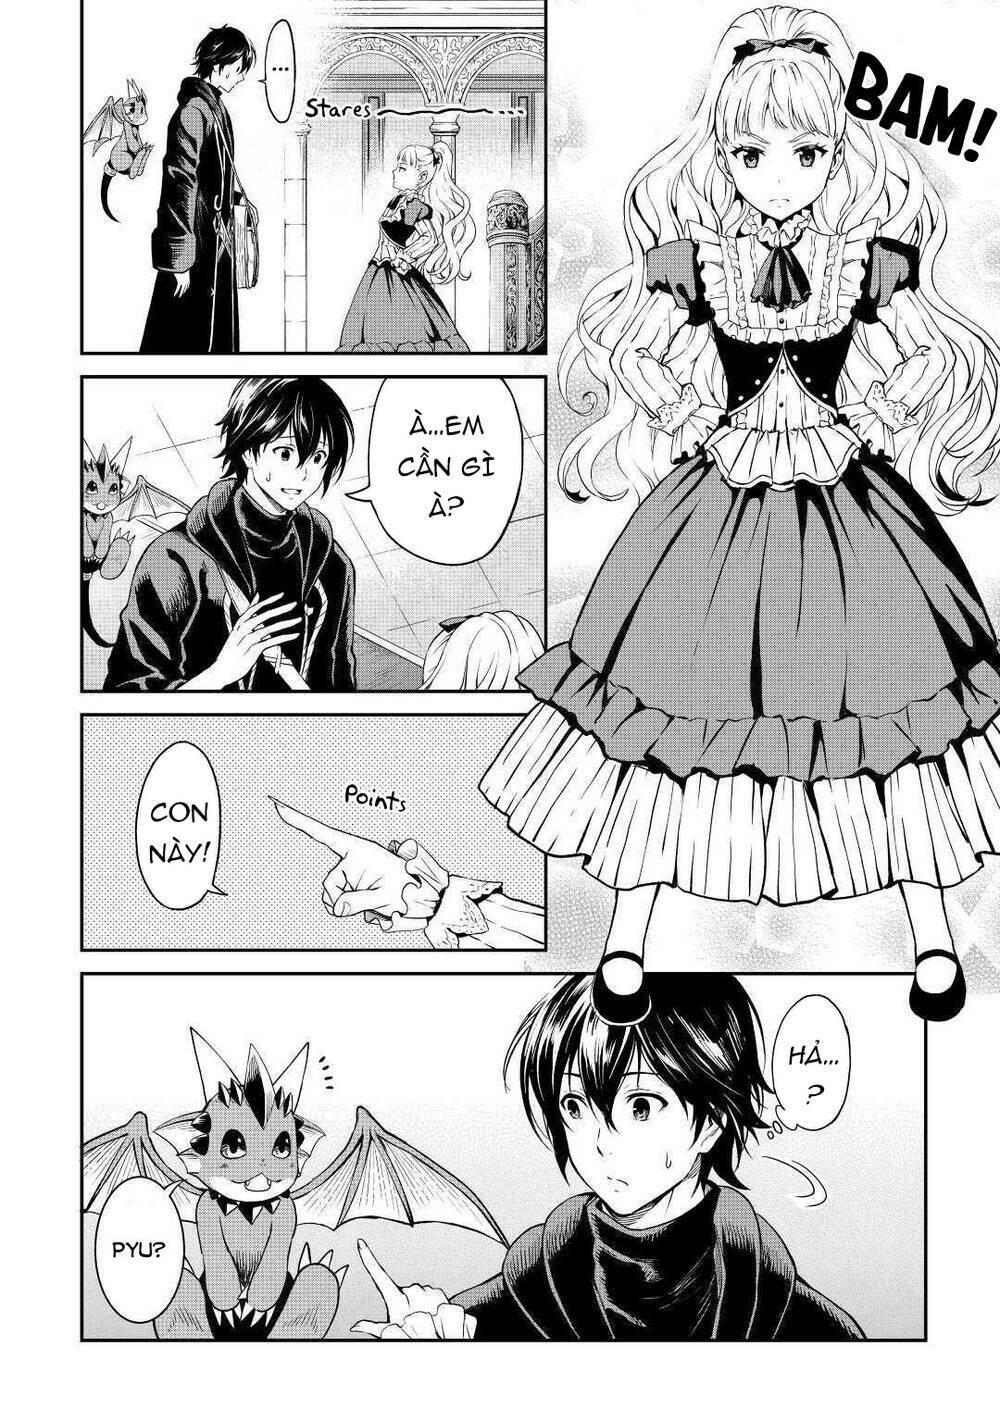 BAM!
...
Stares
...
À...EM
CẦN GÌ
À?
Points
CON
NÀY!
HẢ...
?
PYU?